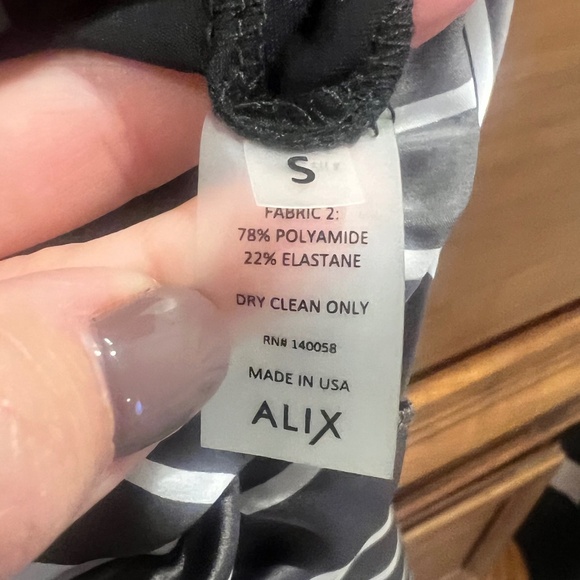 S
FABRIC 2:
78% POLYAMIDE
22% ELASTANE
DRY CLEAN ONLY
RN# 140058
MADE IN USA
ALIX